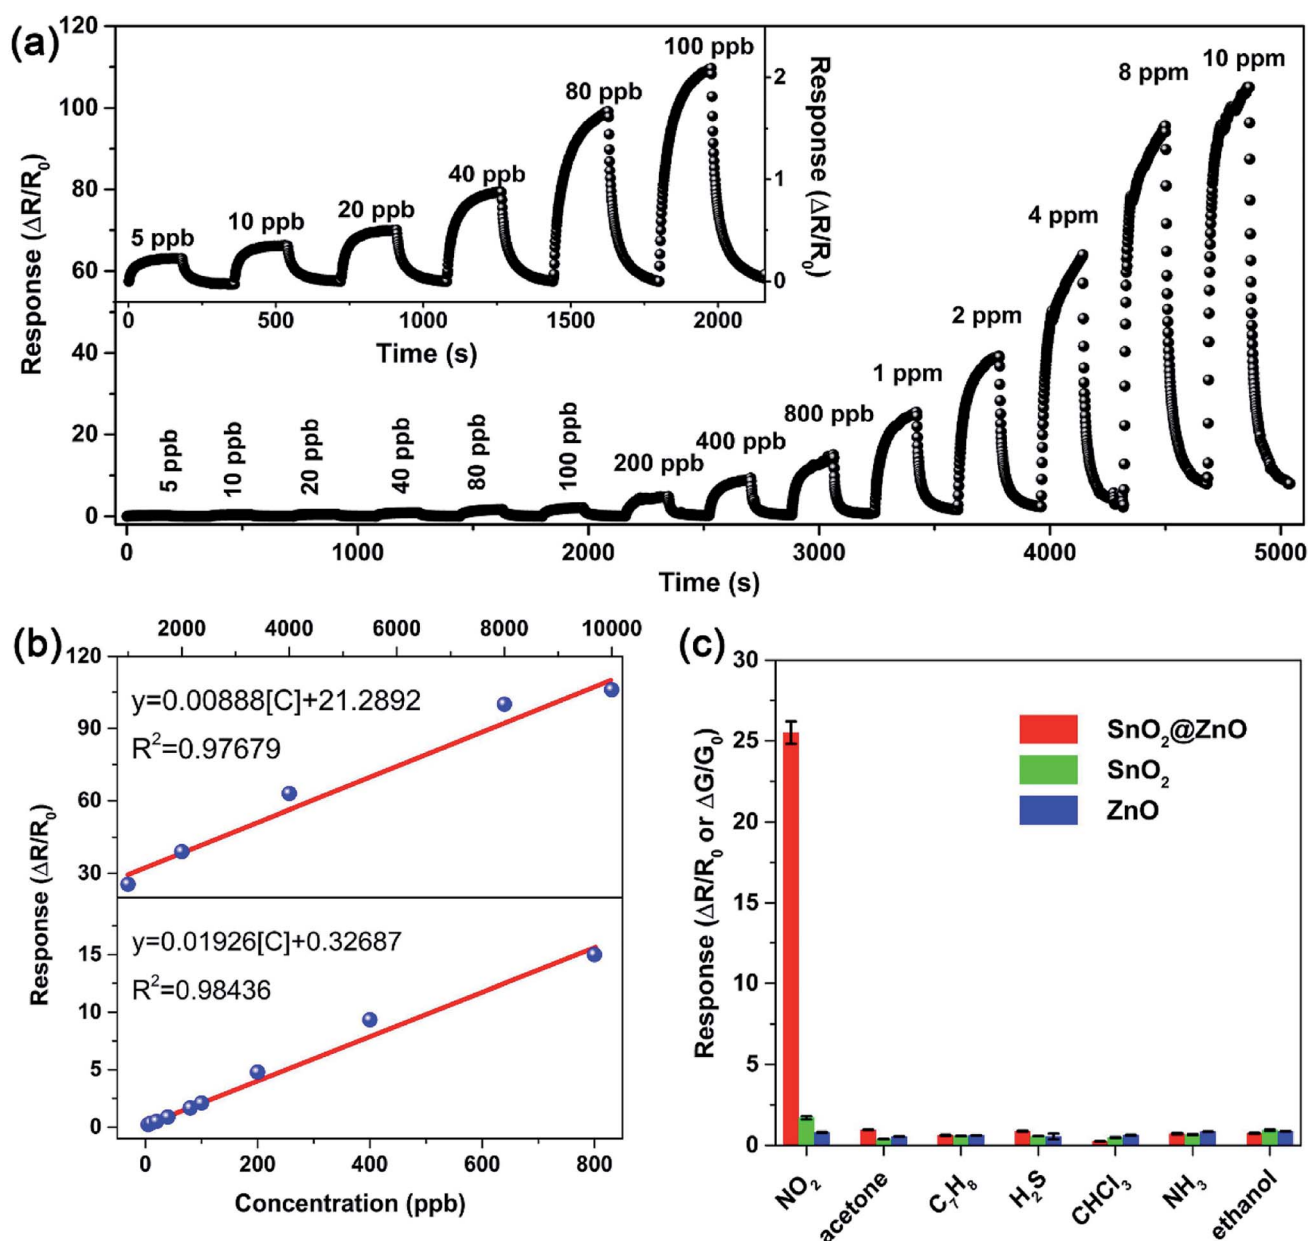 (a)
120
100
80
60
40
20
0
Response (ΔR/R₀)
5 ppb
10 ppb
20 ppb
40 ppb
80 ppb
100 ppb
2
1
0
Response (ΔR/R₀)
0 500 1000 1500 2000
Time (s)
5 ppb
10 ppb
20 ppb
40 ppb
80 ppb
100 ppb
200 ppb
400 ppb
800 ppb
1 ppm
2 ppm
4 ppm
8 ppm
10 ppm
0 1000 2000 3000 4000 5000
Time (s)
(b)
2000 4000 6000 8000 10000
120
90
60
30
y=0.00888[C]+21.2892
R²=0.97679
Response (ΔR/R₀)
15
10
5
0
y=0.01926[C]+0.32687
R²=0.98436
0 200 400 600 800
Concentration (ppb)
(c)
30
25
20
15
10
5
0
Response (ΔR/R₀ or ΔG/G₀)
SnO₂@ZnO
SnO₂
ZnO
NO₂
acetone
C₇H₈
H₂S
CHCl₃
NH₃
ethanol